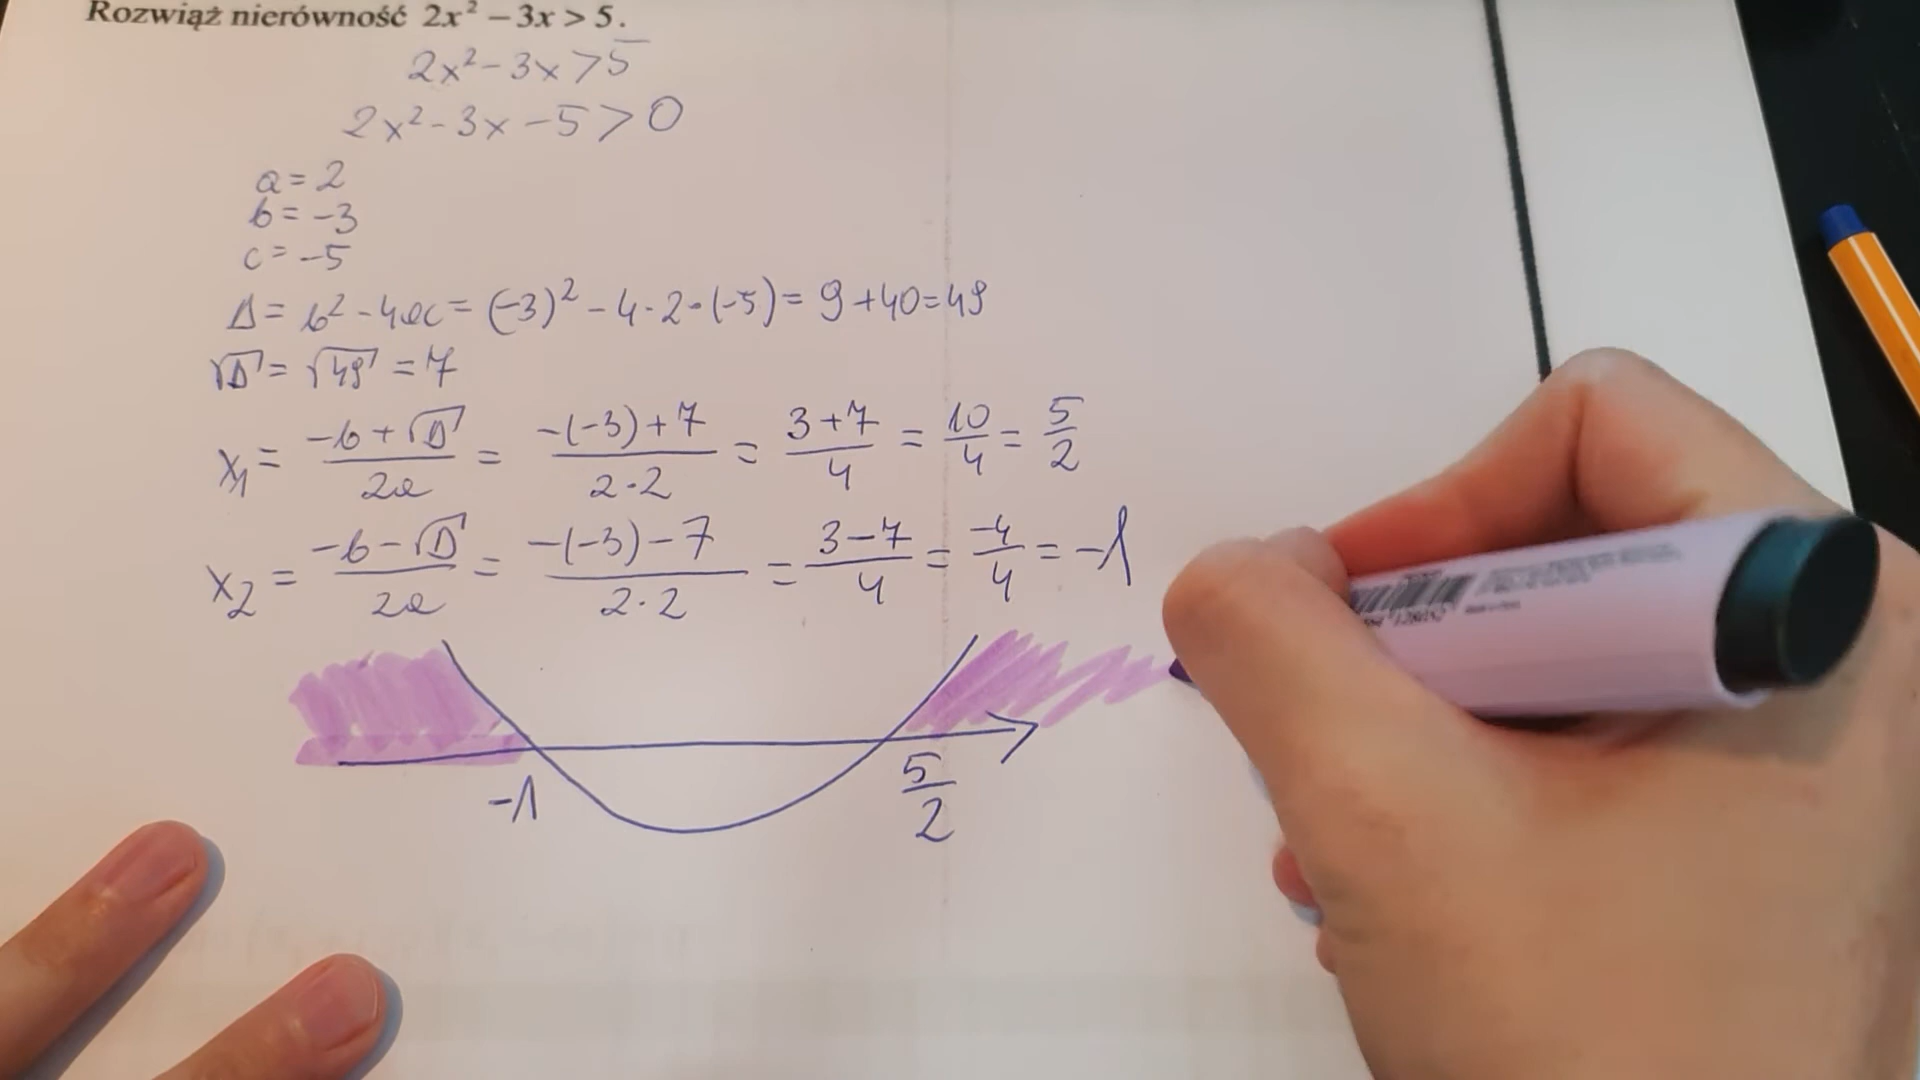 Rozwiąż nierówność 2x² − 3x > 5.
2x² − 3x > 5
2x² − 3x − 5 > 0
a = 2
b = −3
c = −5
Δ = b² − 4ac = (−3)² − 4 · 2 · (−5) = 9 + 40 = 49
√Δ = √49 = 7
x₁ = (−b + √Δ)/(2a) = (−(−3) + 7)/(2 · 2) = (3 + 7)/4 = 10/4 = 5/2
x₂ = (−b − √Δ)/(2a) = (−(−3) − 7)/(2 · 2) = (3 − 7)/4 = −4/4 = −1
−1
5/2